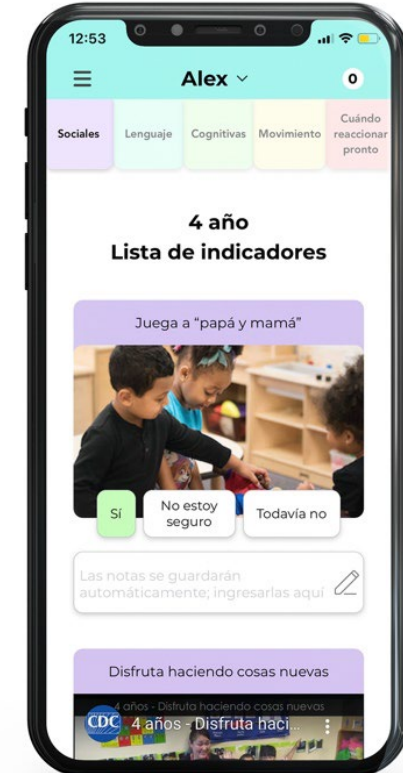 12:53
Alex
0
Sociales
Lenguaje
Cognitivas
Movimiento
Cuándo
reaccionar
pronto
4 año
Lista de indicadores
Juega a “papá y mamá”
Sí
No estoy
seguro
Todavía no
Las notas se guardarán
automáticamente; ingresarlas aquí
Disfruta haciendo cosas nuevas
4 años - Disfruta haciendo cosas nuevas
CDC
4 años - Disfruta haci...